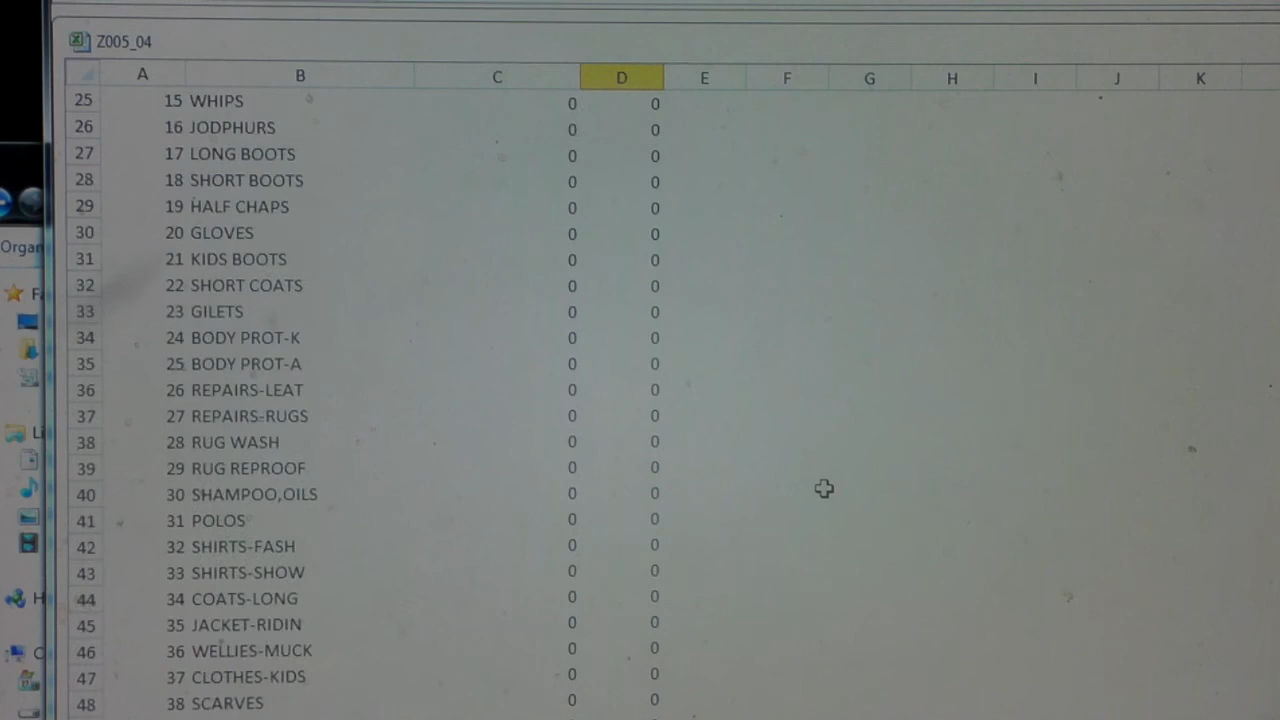 Z005_04
A B C D E F G H I J K
25 15 WHIPS 0 0
26 16 JODPHURS 0 0
27 17 LONG BOOTS 0 0
28 18 SHORT BOOTS 0 0
29 19 HALF CHAPS 0 0
Organ
30 20 GLOVES 0 0
31 21 KIDS BOOTS 0 0
32 22 SHORT COATS 0 0
33 23 GILETS 0 0
34 24 BODY PROT-K 0 0
35 25 BODY PROT-A 0 0
36 26 REPAIRS-LEAT 0 0
37 27 REPAIRS-RUGS 0 0
38 28 RUG WASH 0 0
39 29 RUG REPROOF 0 0
40 30 SHAMPOO,OILS 0 0
41 31 POLOS 0 0
42 32 SHIRTS-FASH 0 0
43 33 SHIRTS-SHOW 0 0
44 34 COATS-LONG 0 0
45 35 JACKET-RIDIN 0 0
46 36 WELLIES-MUCK 0 0
47 37 CLOTHES-KIDS 0 0
48 38 SCARVES 0 0